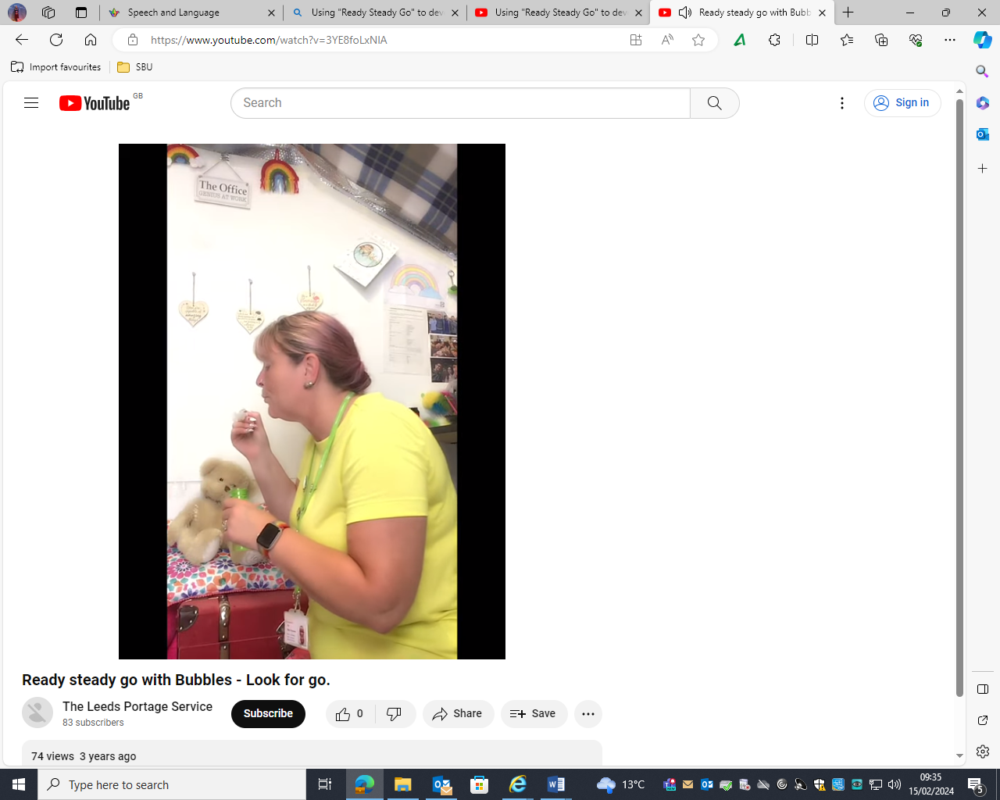 Speech and Language
Using "Ready Steady Go" to dev
Using "Ready Steady Go" to dev
Ready steady go with Bubb
https://www.youtube.com/watch?v=3YE8foLxNIA
Import favourites
SBU
YouTube GB
Search
Sign in
The Office
GENIUS AT WORK
Ready steady go with Bubbles - Look for go.
The Leeds Portage Service
83 subscribers
Subscribe
0
Share
Save
74 views 3 years ago
Type here to search
13°C
09:35
15/02/2024
5